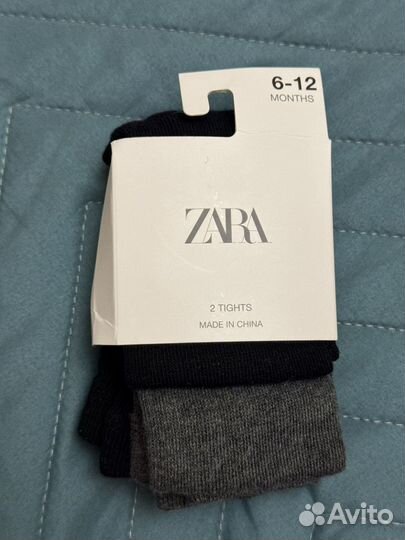 6-12
MONTHS
ZARA
2 TIGHTS
MADE IN CHINA
Avito